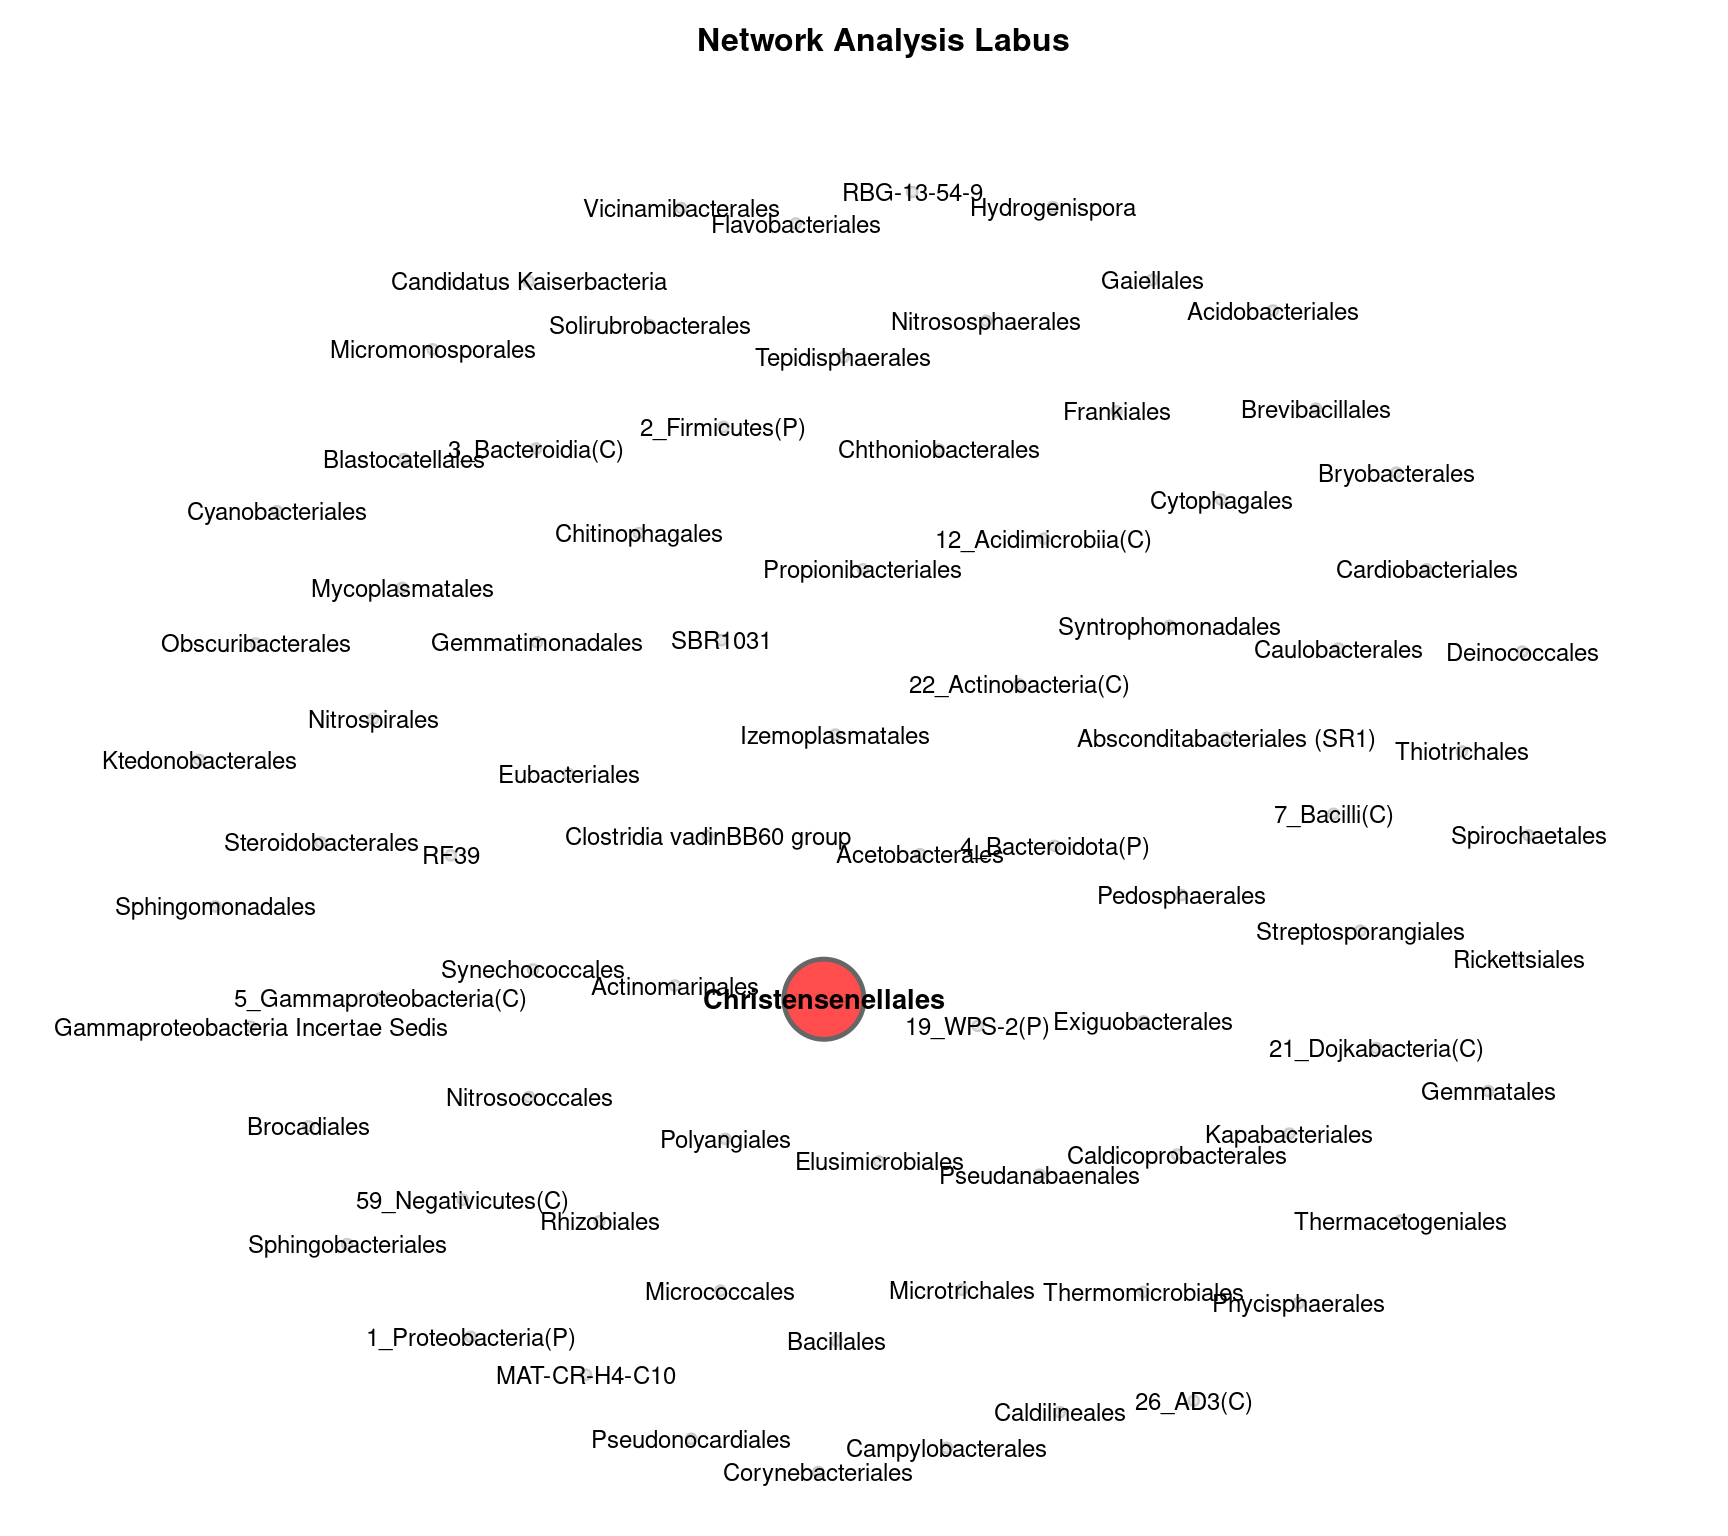 Network Analysis Labus
RBG-13-54-9
Vicinamibacterales
Hydrogenispora
Flavobacteriales
Candidatus Kaiserbacteria
Gaiellales
Acidobacteriales
Solirubrobacterales
Nitrososphaerales
Micromonosporales
Tepidisphaerales
Frankiales
Brevibacillales
2_Firmicutes(P)
3_Bacteroidia(C)
Chthoniobacterales
Blastocatellales
Bryobacterales
Cytophagales
Cyanobacteriales
Chitinophagales
12_Acidimicrobiia(C)
Propionibacteriales
Cardiobacteriales
Mycoplasmatales
Syntrophomonadales
Obscuribacterales
Gemmatimonadales
SBR1031
Caulobacterales
Deinococcales
22_Actinobacteria(C)
Nitrospirales
Izemoplasmatales
Absconditabacteriales (SR1)
Thiotrichales
Ktedonobacterales
Eubacteriales
7_Bacilli(C)
Steroidobacterales
RF39
Clostridia vadinBB60 group
Acetobacterales
4_Bacteroidota(P)
Spirochaetales
Pedosphaerales
Sphingomonadales
Streptosporangiales
Rickettsiales
Synechococcales
Actinomarinales
5_Gammaproteobacteria(C)
Christensenellales
Gammaproteobacteria Incertae Sedis
19_WPS-2(P)
Exiguobacterales
21_Dojkabacteria(C)
Gemmatales
Nitrosococcales
Brocadiales
Polyangiales
Kapabacteriales
Elusimicrobiales
Caldicoprobacterales
Pseudanabaenales
59_Negativicutes(C)
Rhizobiales
Thermacetogeniales
Sphingobacteriales
Micrococcales
Microtrichales
Thermomicrobiales
Phycisphaerales
1_Proteobacteria(P)
Bacillales
MAT-CR-H4-C10
26_AD3(C)
Caldilineales
Pseudonocardiales
Campylobacterales
Corynebacteriales